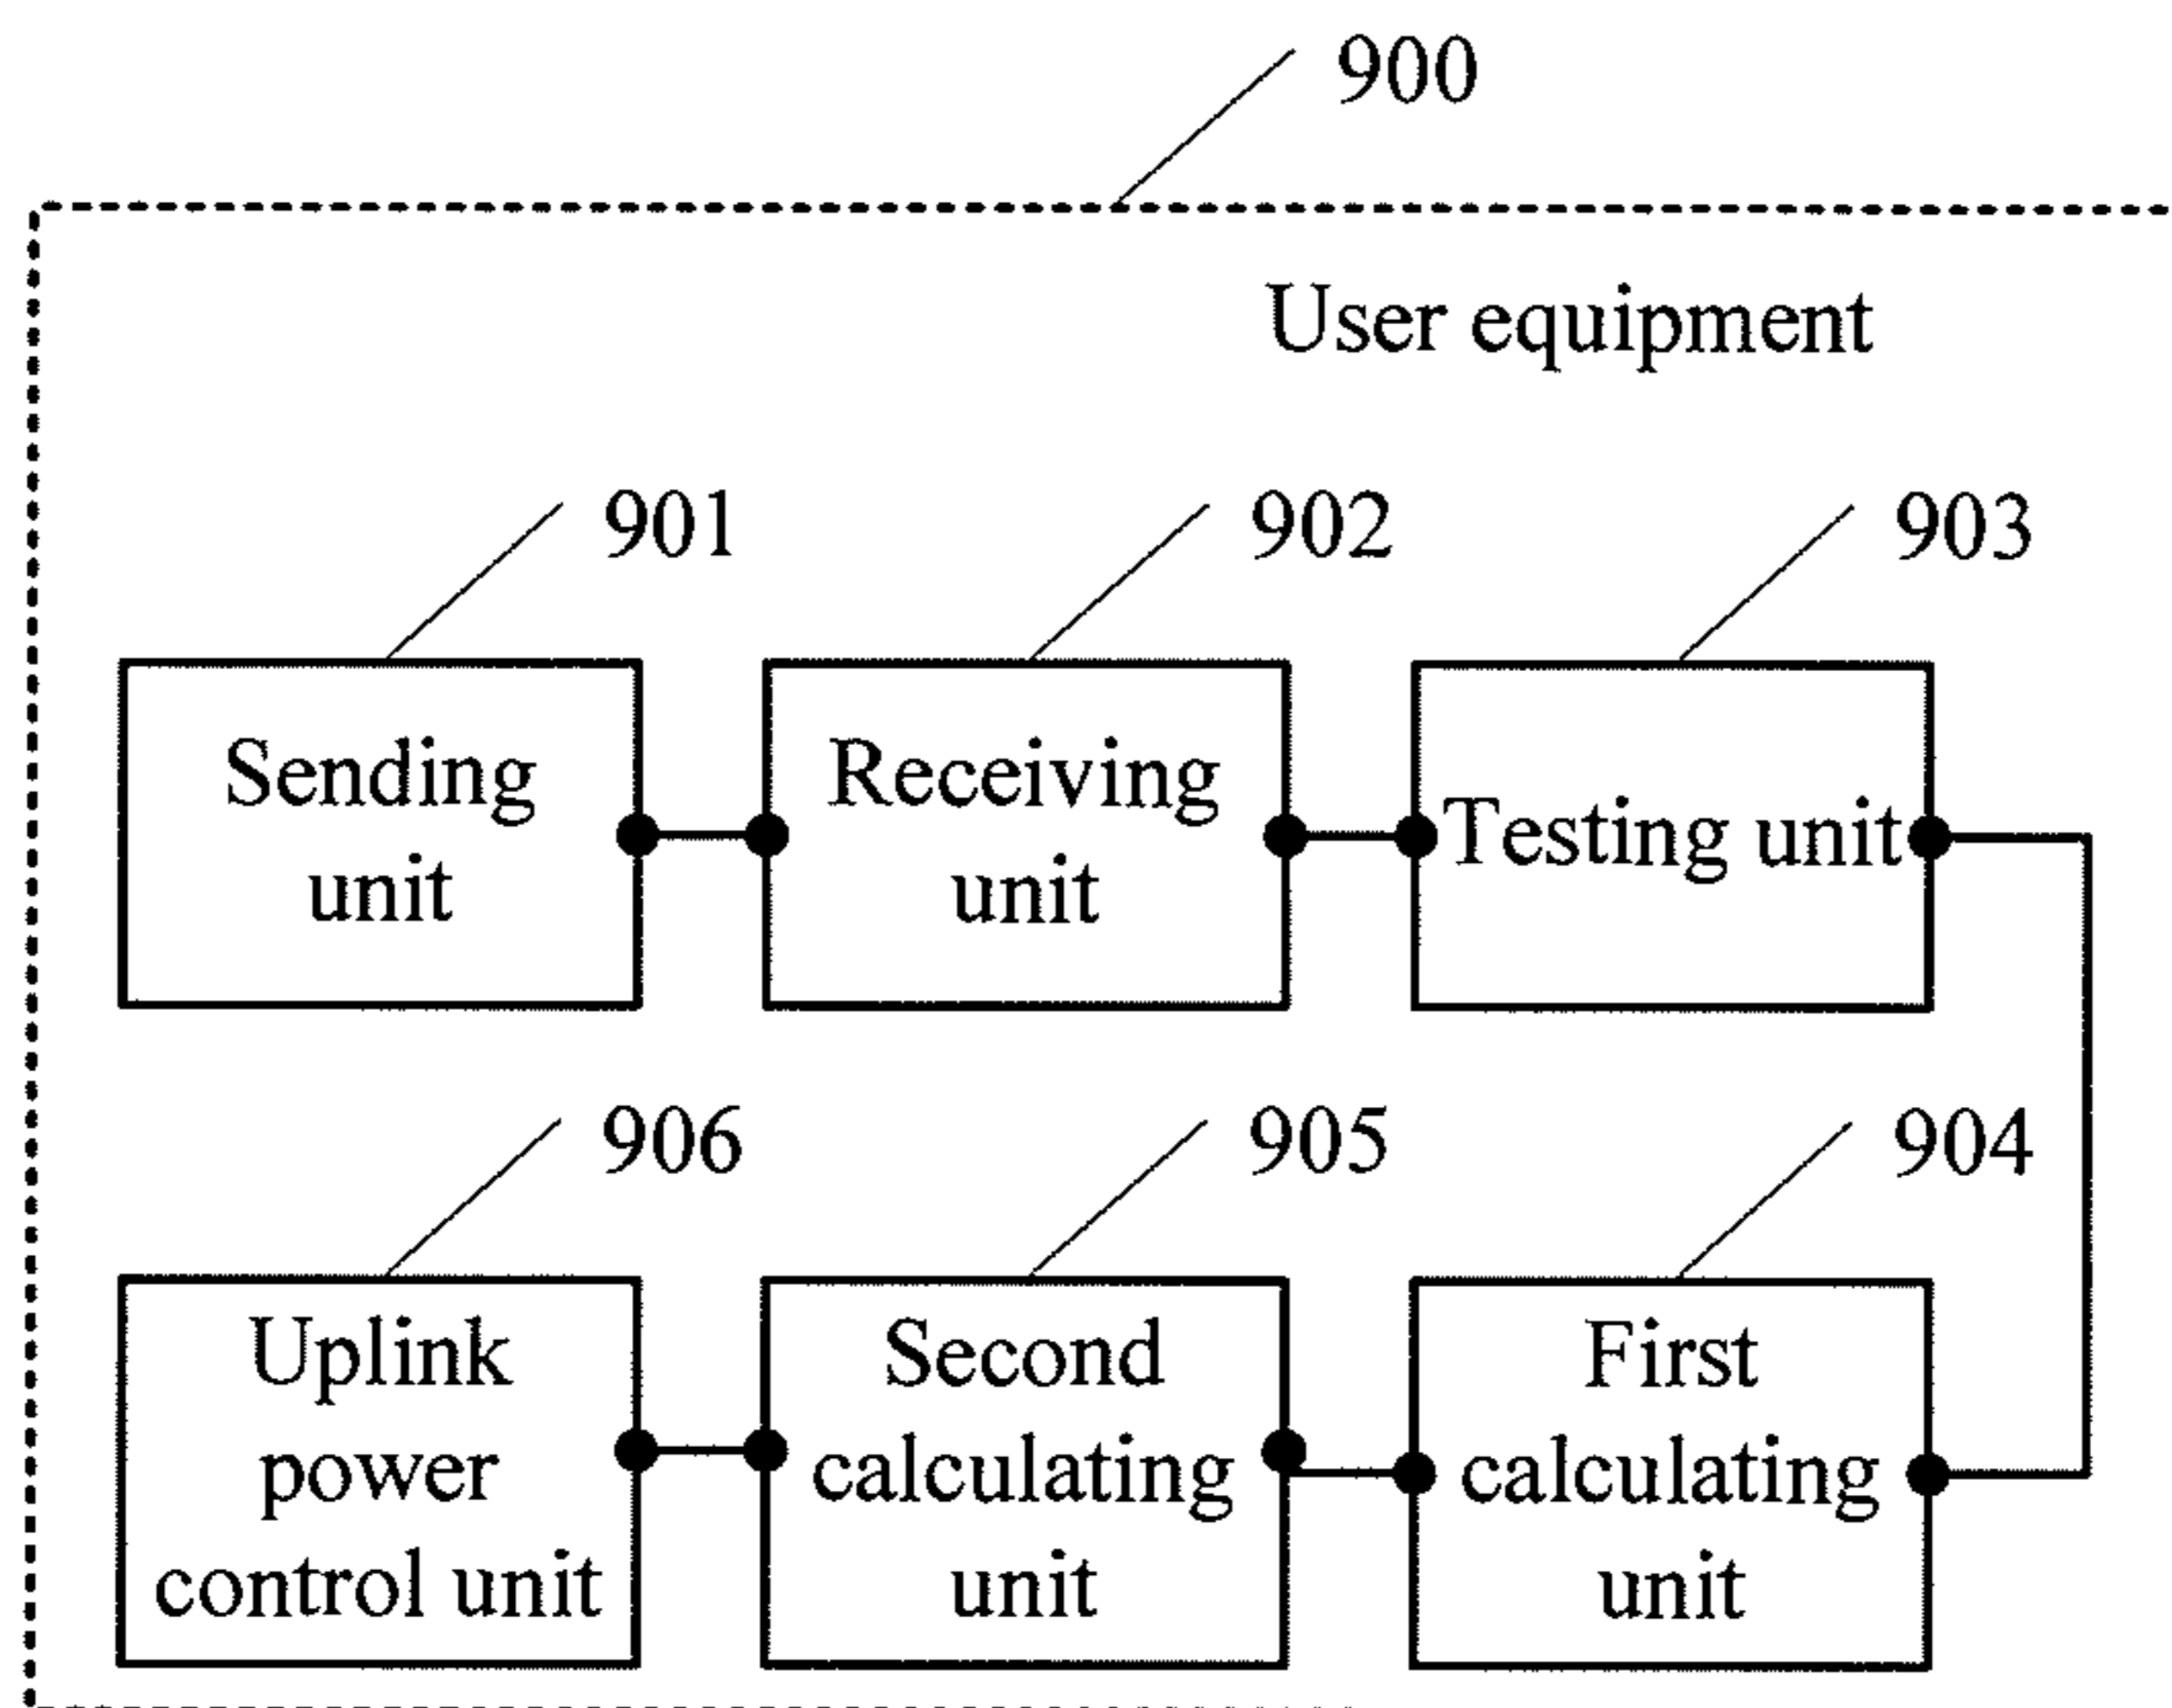 900
User equipment
901
902
903
Sending
unit
Receiving
unit
Testing unit
906
905
904
Uplink
power
control unit
Second
calculating
unit
First
calculating
unit